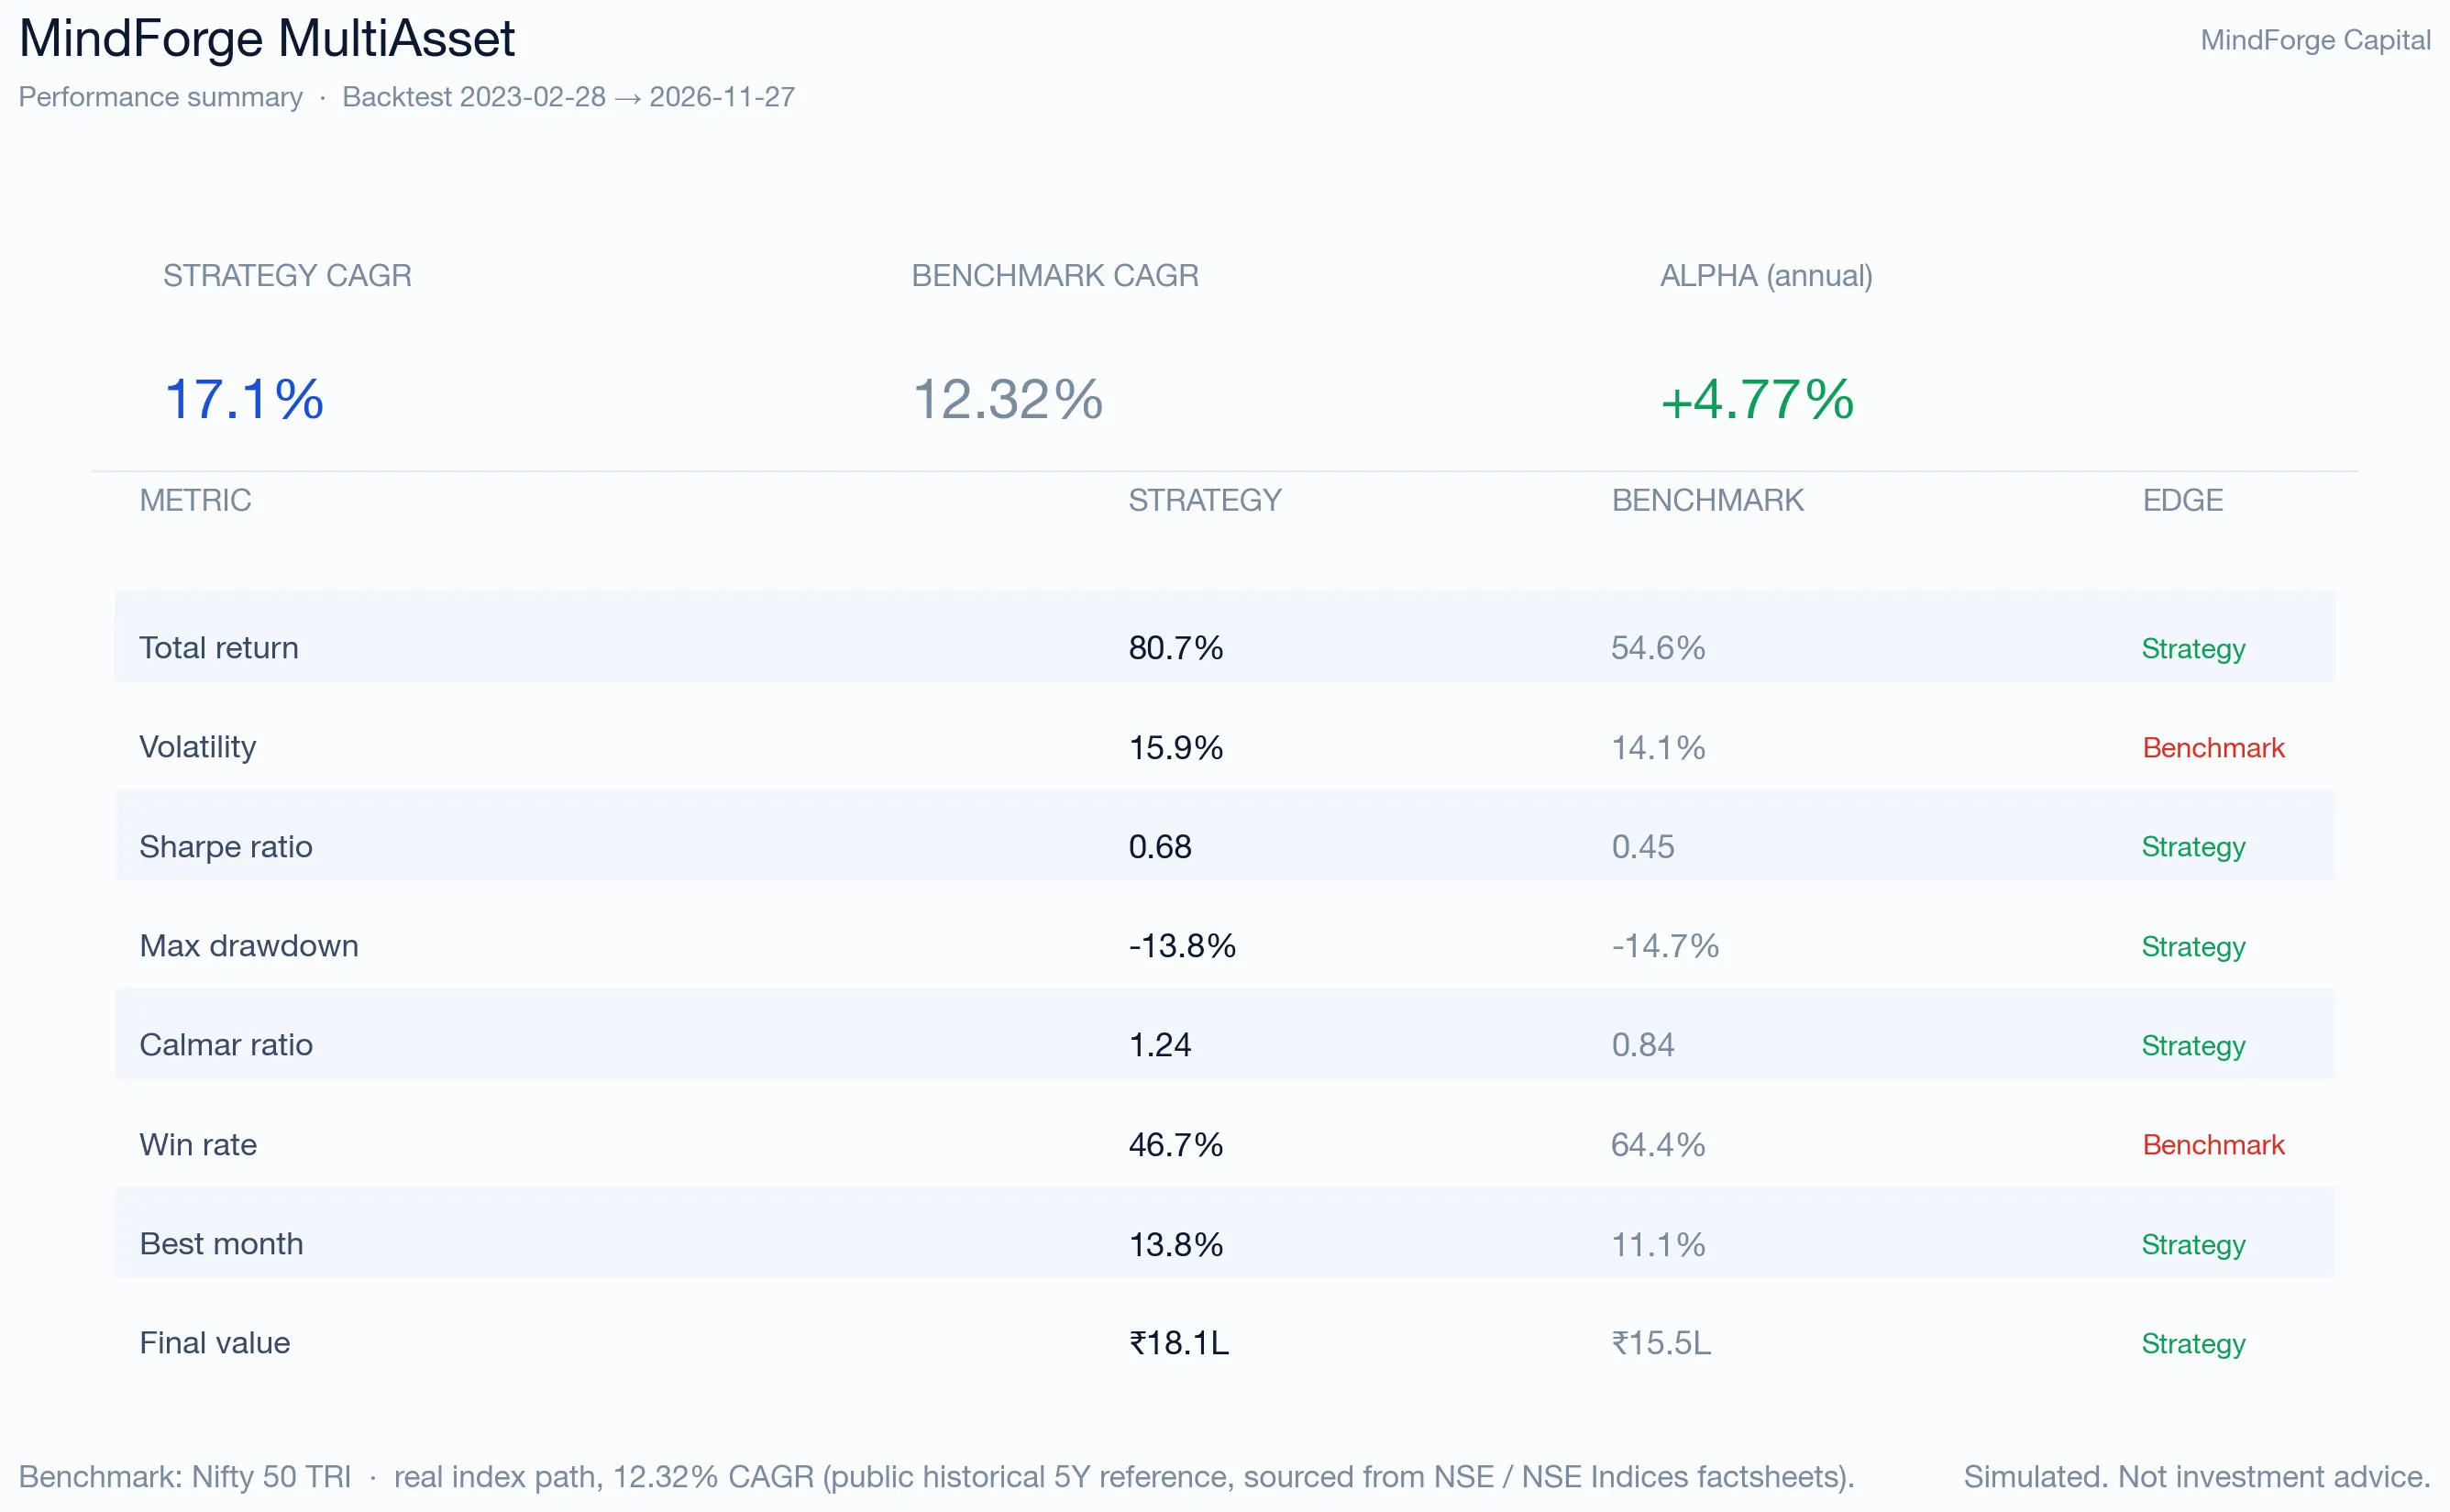 MindForge MultiAsset
MindForge Capital
Performance summary · Backtest 2023-02-28 → 2026-11-27
STRATEGY CAGR BENCHMARK CAGR ALPHA (annual)
17.1% 12.32% +4.77%
METRIC STRATEGY BENCHMARK EDGE
Total return 80.7% 54.6% Strategy
Volatility 15.9% 14.1% Benchmark
Sharpe ratio 0.68 0.45 Strategy
Max drawdown -13.8% -14.7% Strategy
Calmar ratio 1.24 0.84 Strategy
Win rate 46.7% 64.4% Benchmark
Best month 13.8% 11.1% Strategy
Final value ₹18.1L ₹15.5L Strategy
Benchmark: Nifty 50 TRI · real index path, 12.32% CAGR (public historical 5Y reference, sourced from NSE / NSE Indices factsheets). Simulated. Not investment advice.